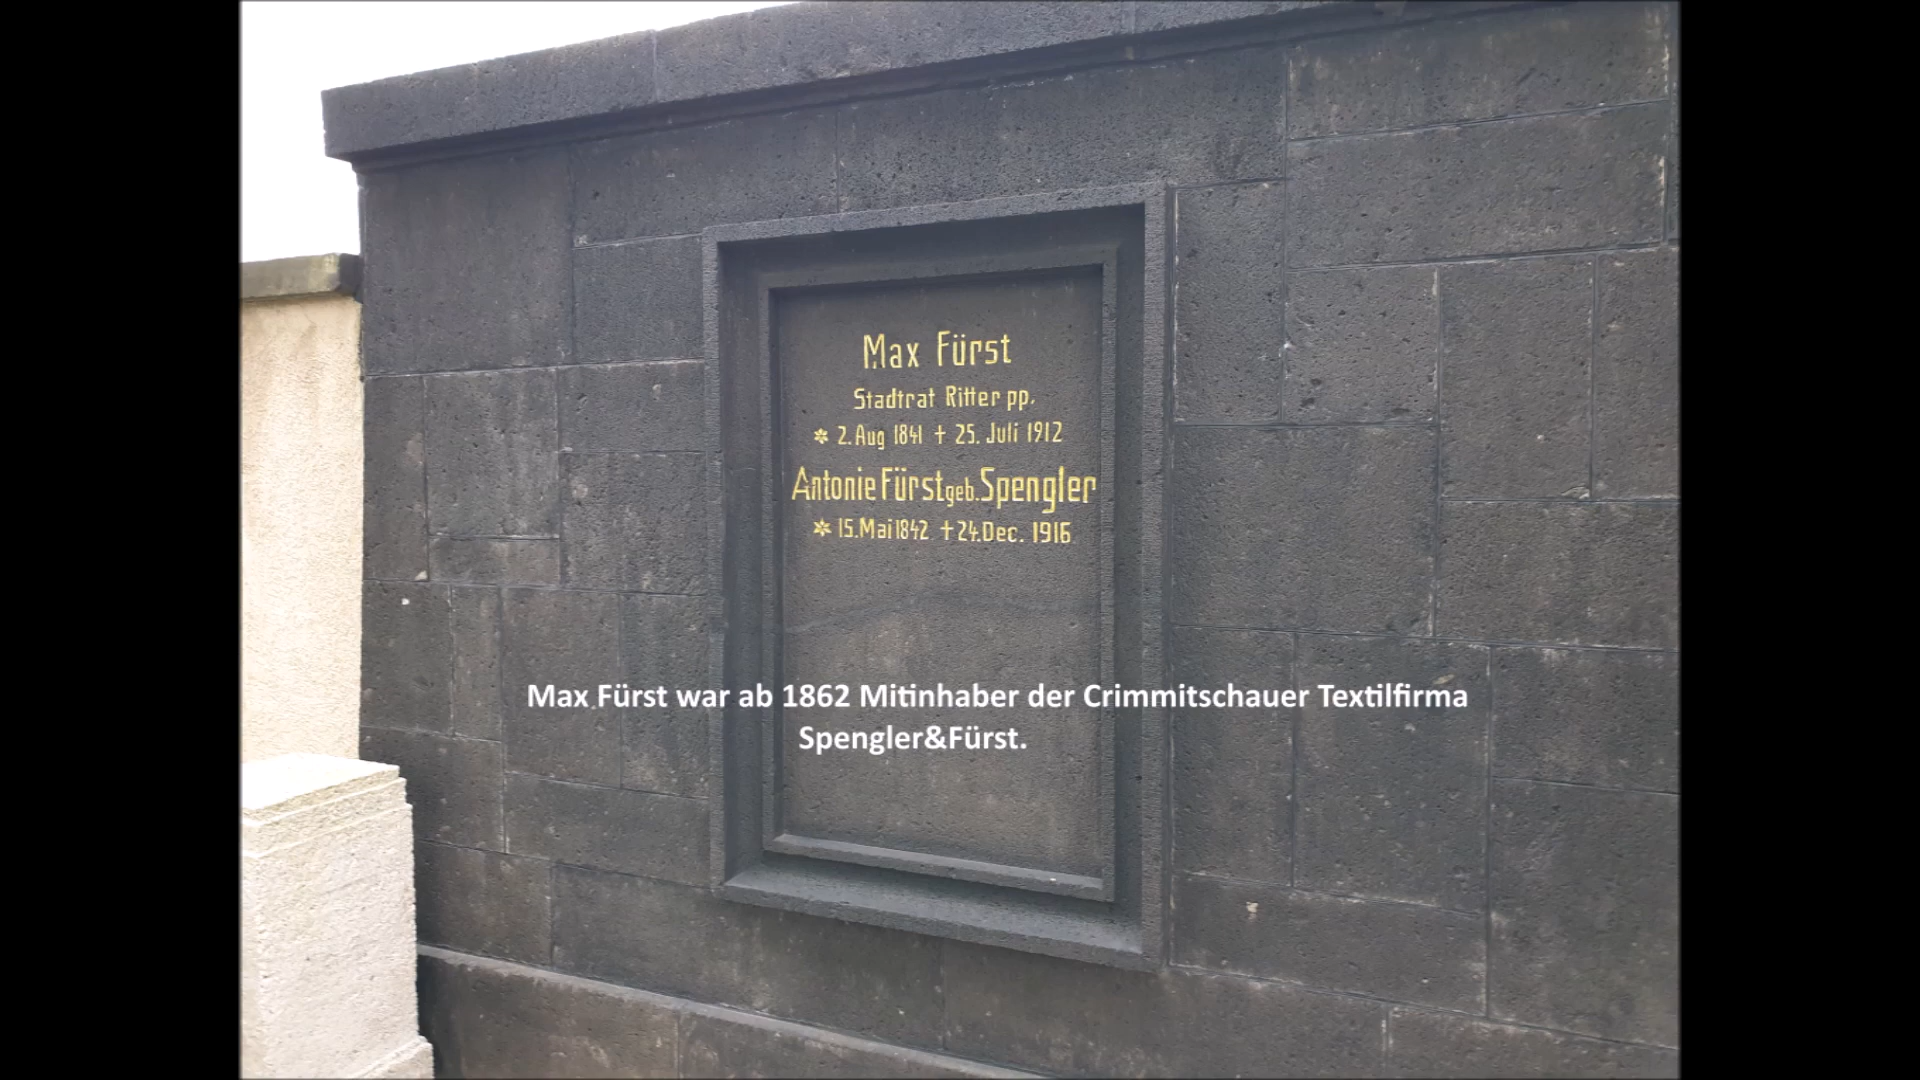 Max Fürst
Stadtrat Ritter pp.
* 2. Aug 1841 + 25. Juli 1912
Antonie Fürst geb. Spengler
* 15. Mai 1842 + 24. Dec. 1916
Max Fürst war ab 1862 Mitinhaber der Crimmitschauer Textilfirma
Spengler&Fürst.